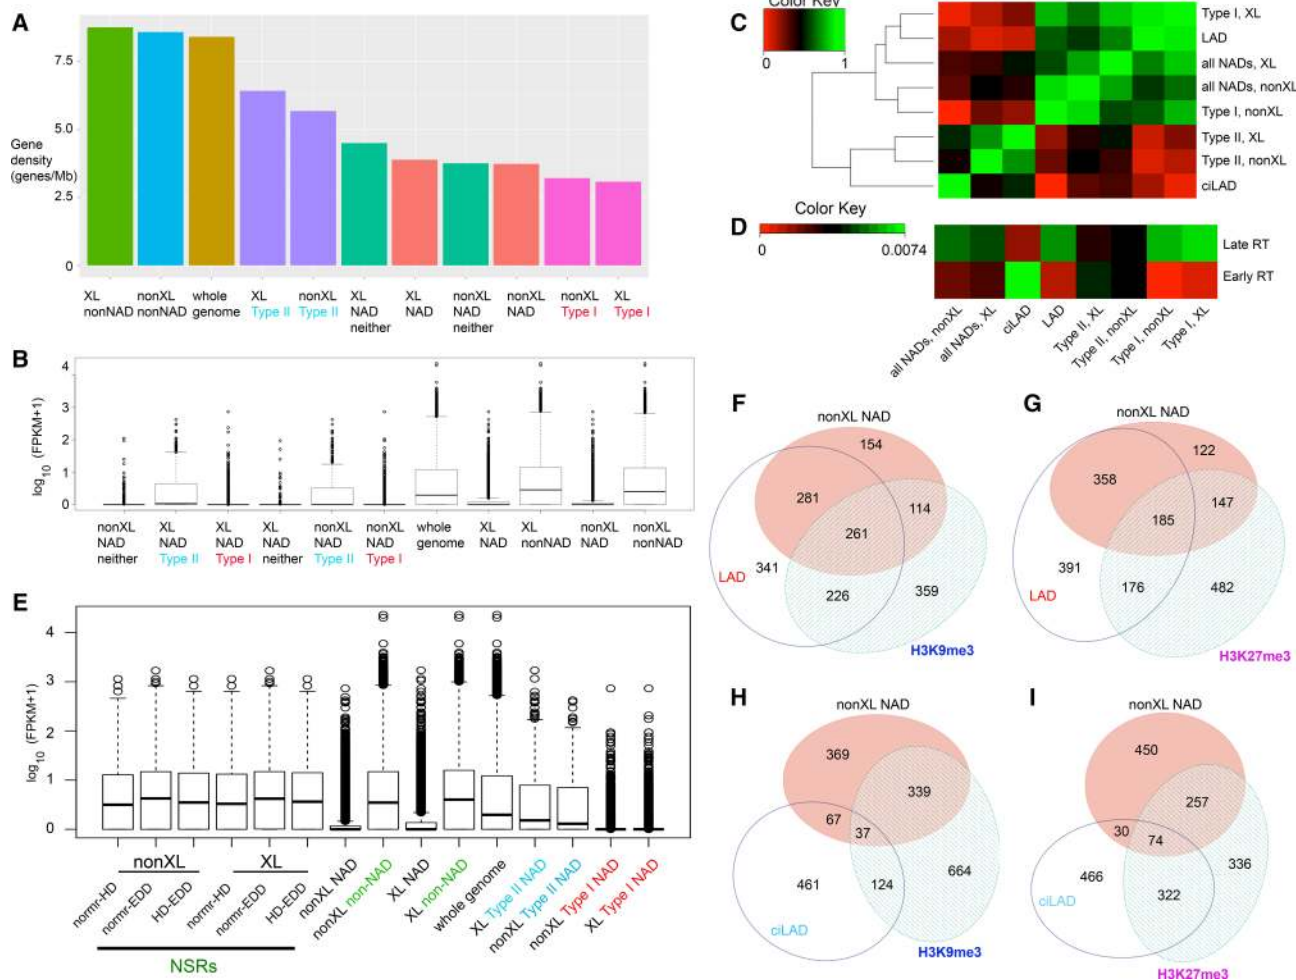 A
7.5
5.0
2.5
0
Gene
density
(genes/Mb)
XL
nonNAD
nonXL
nonNAD
whole
genome
XL
Type II
nonXL
Type II
XL
NAD
neither
XL
NAD
nonXL
NAD
neither
nonXL
NAD
nonXL
Type I
XL
Type I
B
4
3
2
1
0
log10 (FPKM+1)
nonXL
NAD
neither
XL
NAD
Type II
XL
NAD
Type I
XL
NAD
neither
nonXL
NAD
Type II
nonXL
NAD
Type I
whole
genome
XL
NAD
XL
nonNAD
nonXL
NAD
nonXL
nonNAD
E
4
3
2
1
0
log10 (FPKM+1)
normr-HD
normr-EDD
HD-EDD
normr-HD
normr-EDD
HD-EDD
nonXL
XL
NSRs
nonXL NAD
nonXL non-NAD
XL NAD
XL non-NAD
whole genome
XL Type II NAD
nonXL Type II NAD
nonXL Type I NAD
XL Type I NAD
C
Color Key
0
1
Type I, XL
LAD
all NADs, XL
all NADs, nonXL
Type I, nonXL
Type II, XL
Type II, nonXL
ciLAD
D
Color Key
0
0.0074
Late RT
Early RT
all NADs, nonXL
all NADs, XL
ciLAD
LAD
Type II, XL
Type II, nonXL
Type I, nonXL
Type I, XL
F
nonXL NAD
154
281
114
261
341
LAD
226
359
H3K9me3
G
nonXL NAD
122
358
147
185
391
LAD
176
482
H3K27me3
H
nonXL NAD
369
339
67
37
461
124
664
ciLAD
H3K9me3
I
nonXL NAD
450
257
30
74
336
466
322
ciLAD
H3K27me3